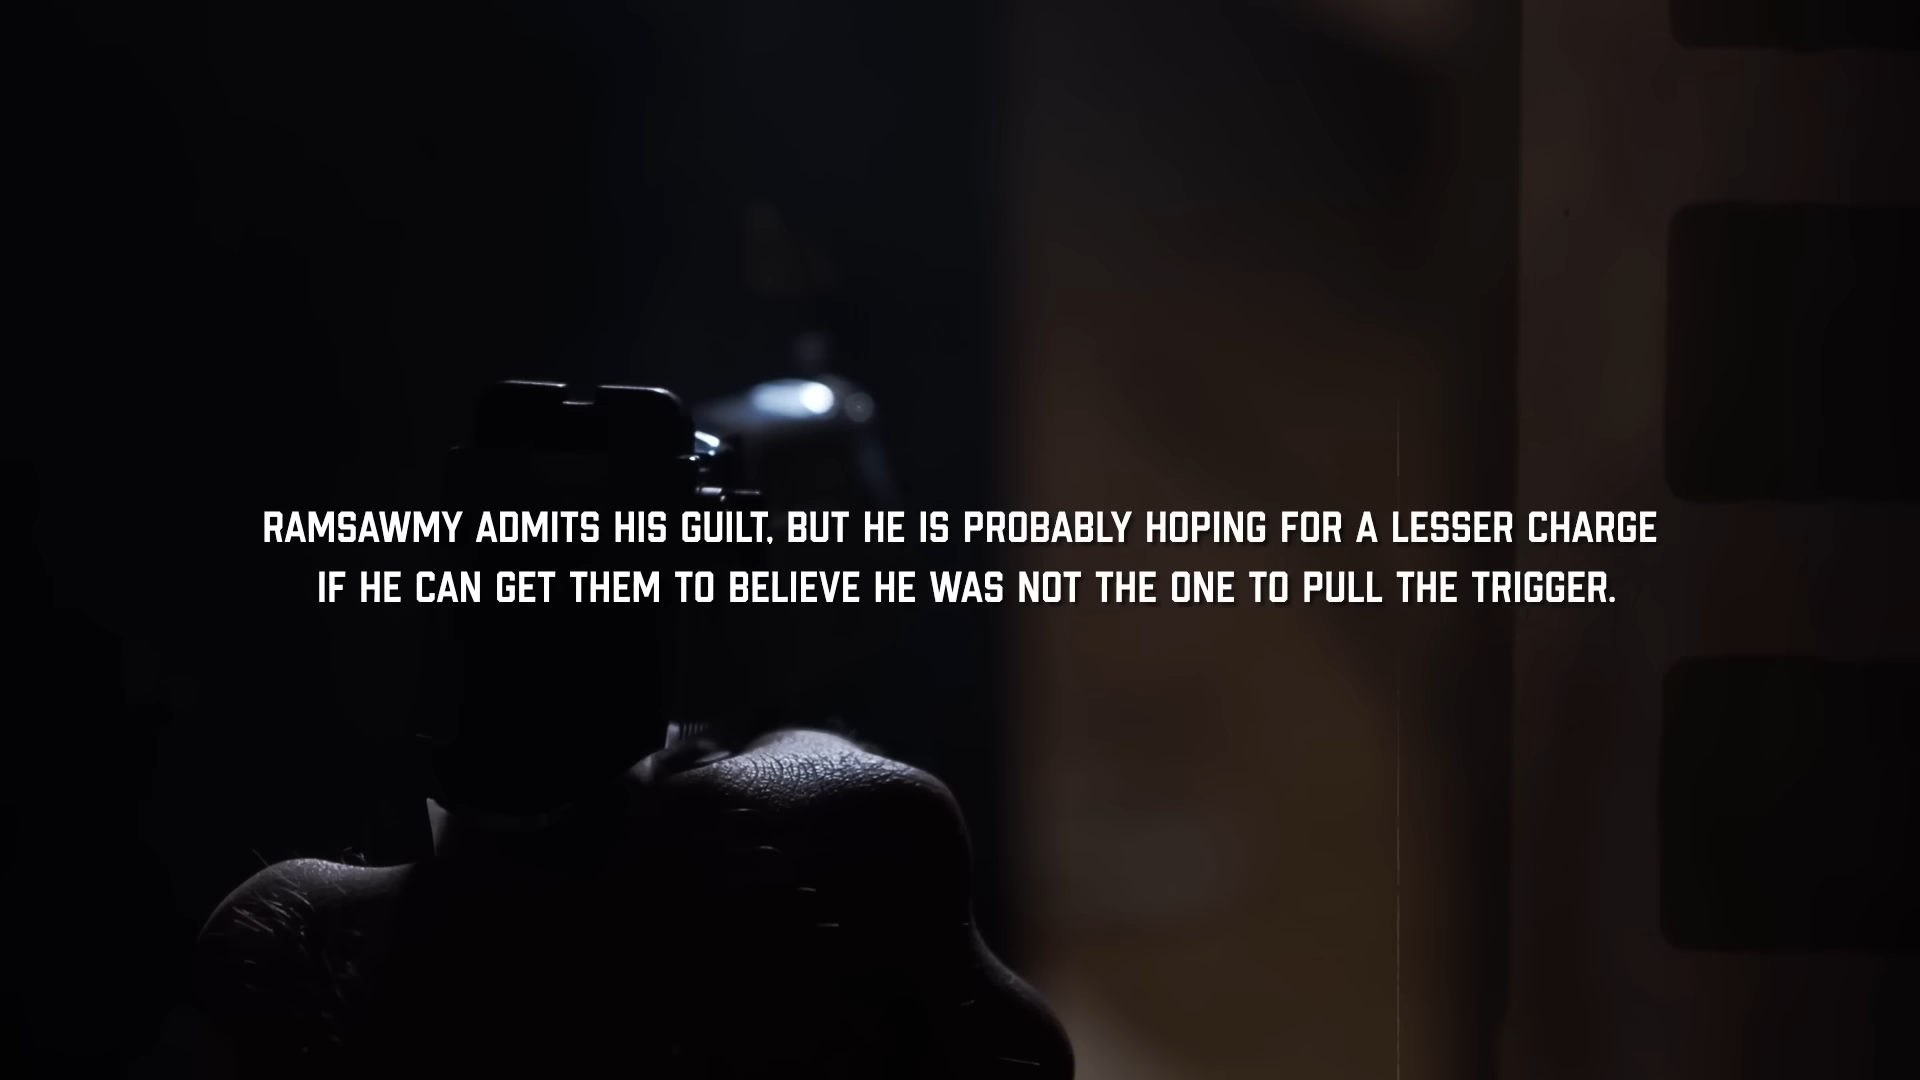 RAMSAWMY ADMITS HIS GUILT, BUT HE IS PROBABLY HOPING FOR A LESSER CHARGE
IF HE CAN GET THEM TO BELIEVE HE WAS NOT THE ONE TO PULL THE TRIGGER.